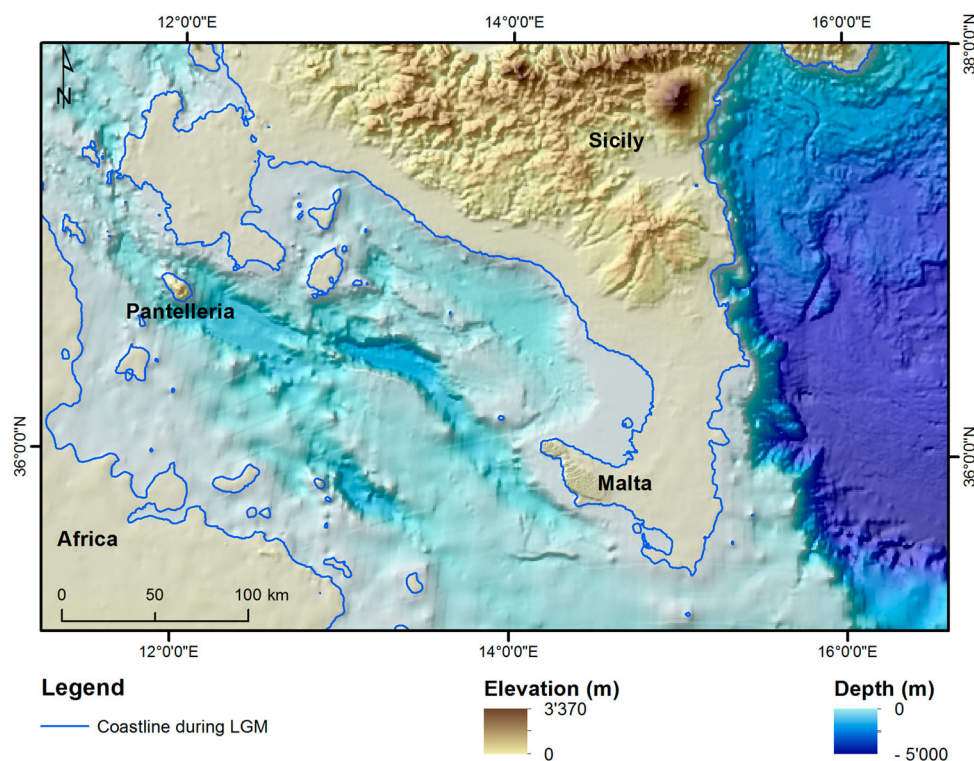 12°0'0"E
14°0'0"E
16°0'0"E
38°0'0"N
N
Sicily
Pantelleria
36°0'0"N
36°0'0"N
Malta
Africa
0 50 100 km
12°0'0"E
14°0'0"E
16°0'0"E
Legend
Coastline during LGM
Elevation (m)
3'370
0
Depth (m)
0
- 5'000